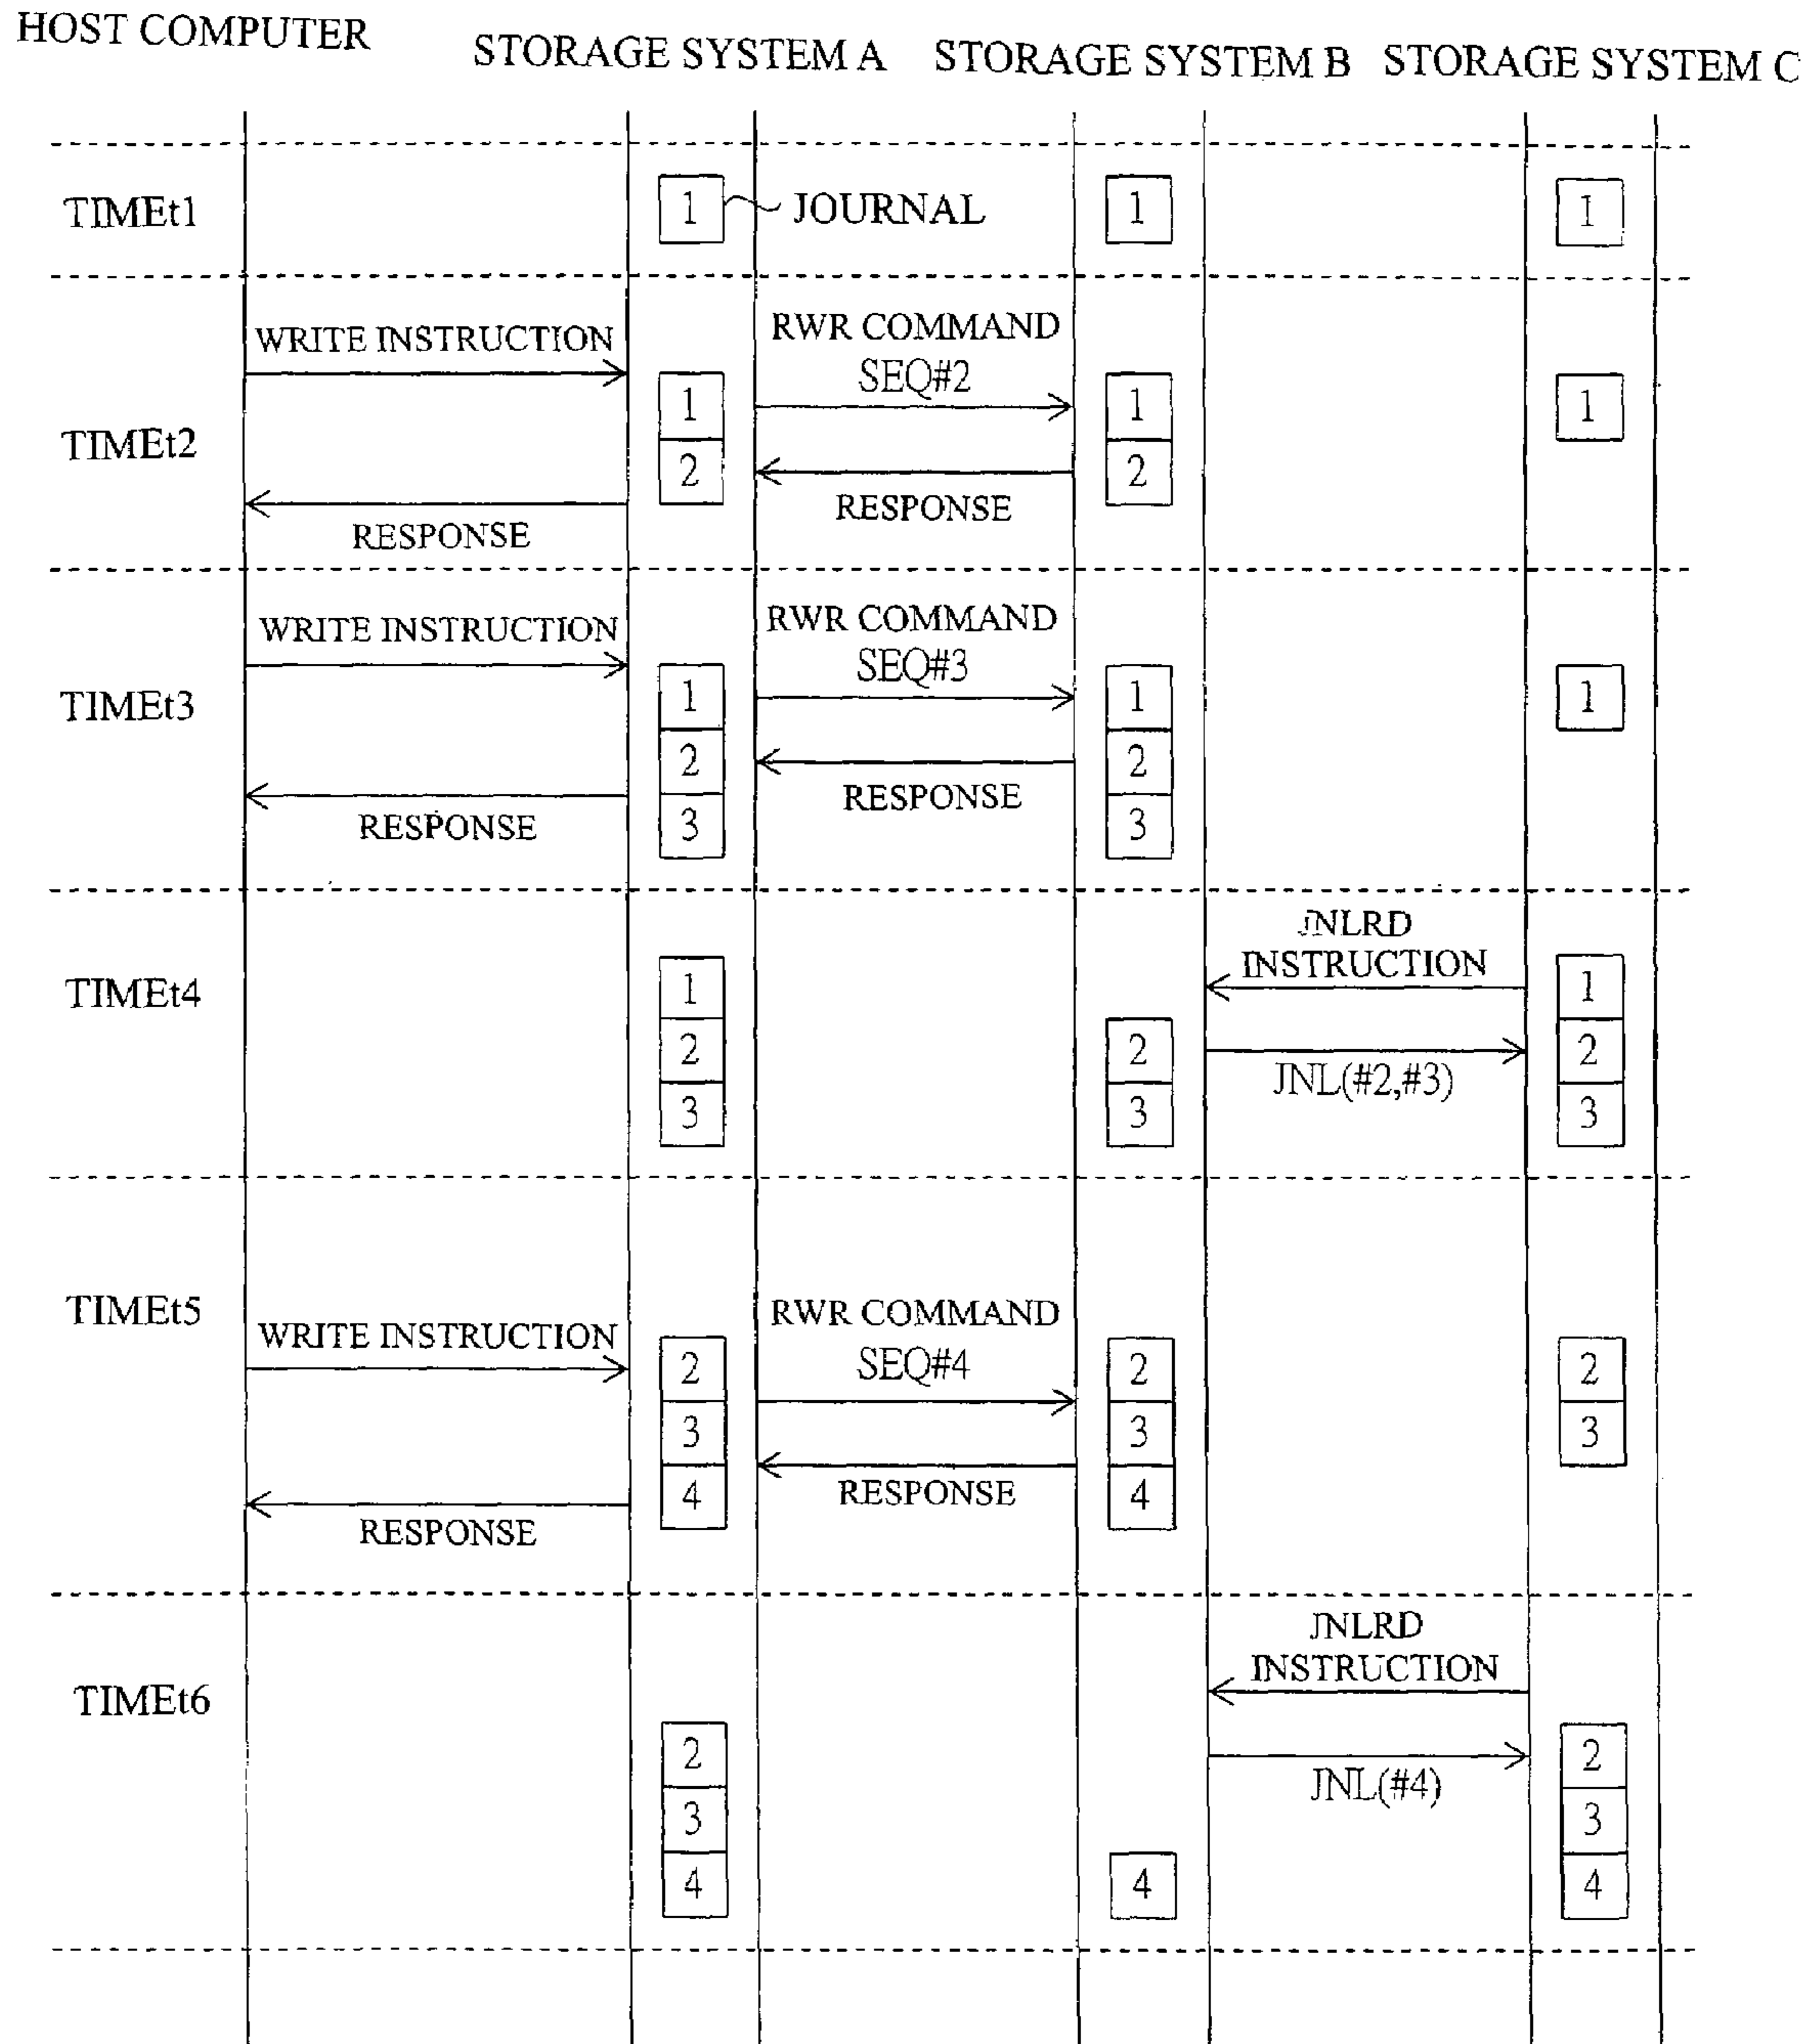 HOST COMPUTER
STORAGE SYSTEM A
STORAGE SYSTEM B
STORAGE SYSTEM C
TIMEt1
1
JOURNAL
1
1
TIMEt2
WRITE INSTRUCTION
RESPONSE
1
2
RWR COMMAND
SEQ#2
RESPONSE
1
2
1
TIMEt3
WRITE INSTRUCTION
RESPONSE
1
2
3
RWR COMMAND
SEQ#3
RESPONSE
1
2
3
1
TIMEt4
1
2
3
2
3
JNLRD
INSTRUCTION
JNL(#2,#3)
1
2
3
TIMEt5
WRITE INSTRUCTION
RESPONSE
2
3
4
RWR COMMAND
SEQ#4
RESPONSE
2
3
4
2
3
TIMEt6
2
3
4
4
JNLRD
INSTRUCTION
JNL(#4)
2
3
4